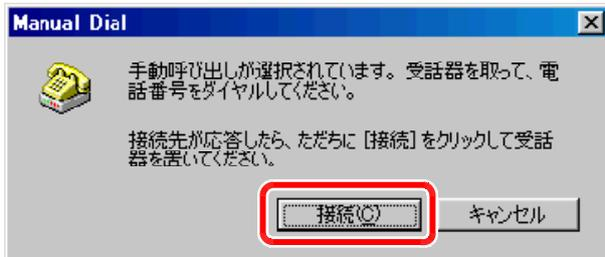 Manual Dial
手動呼び出しが選択されています。受話器を取って、電
話番号をダイヤルしてください。
接続先が応答したら、ただちに [接続] をクリックして受話
器を置いてください。
接続(C)
キャンセル